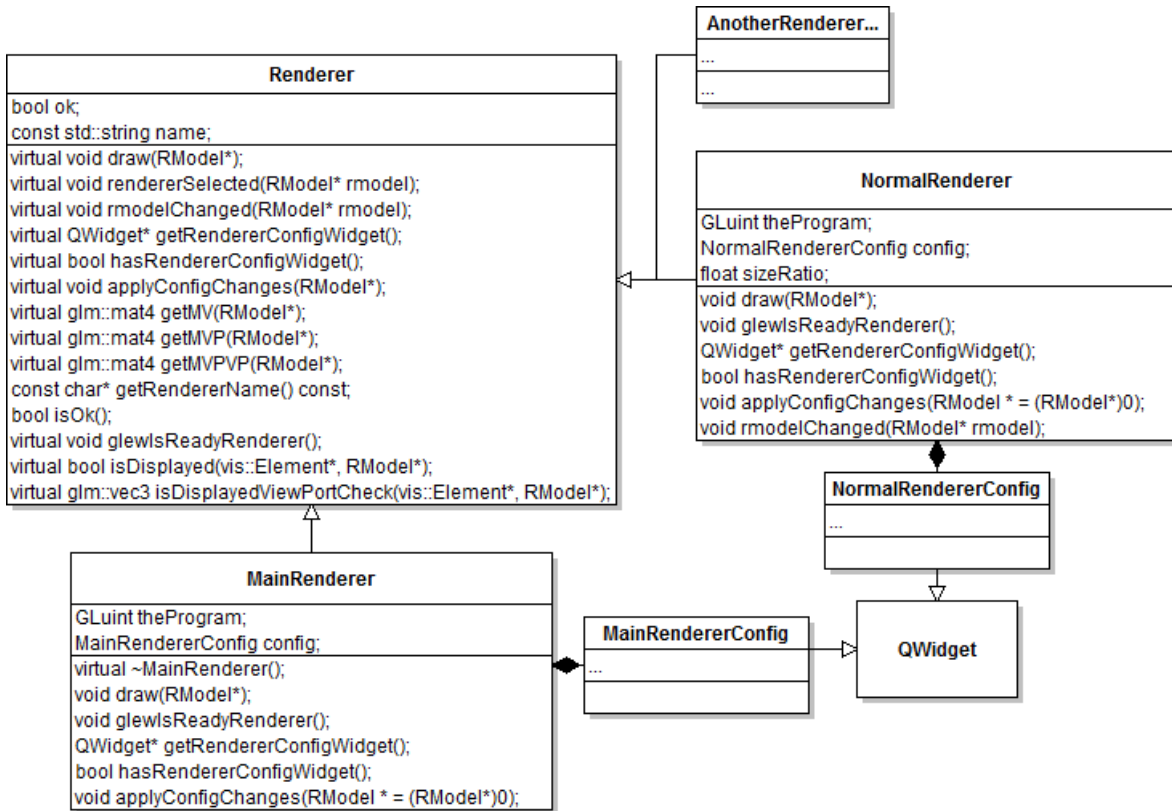 AnotherRenderer...
...
...
Renderer
bool ok;
const std::string name;
virtual void draw(RModel*);
virtual void rendererSelected(RModel* rmodel);
virtual void rmodelChanged(RModel* rmodel);
virtual QWidget* getRendererConfigWidget();
virtual bool hasRendererConfigWidget();
virtual void applyConfigChanges(RModel*);
virtual glm::mat4 getMV(RModel*);
virtual glm::mat4 getMVP(RModel*);
virtual glm::mat4 getMVPVP(RModel*);
const char* getRendererName() const;
bool isOk();
virtual void glewIsReadyRenderer();
virtual bool isDisplayed(vis::Element*, RModel*);
virtual glm::vec3 isDisplayedViewPortCheck(vis::Element*, RModel*);
NormalRenderer
GLuint theProgram;
NormalRendererConfig config;
float sizeRatio;
void draw(RModel*);
void glewIsReadyRenderer();
QWidget* getRendererConfigWidget();
bool hasRendererConfigWidget();
void applyConfigChanges(RModel * = (RModel*)0);
void rmodelChanged(RModel* rmodel);
NormalRendererConfig
...
MainRenderer
GLuint theProgram;
MainRendererConfig config;
virtual ~MainRenderer();
void draw(RModel*);
void glewIsReadyRenderer();
QWidget* getRendererConfigWidget();
bool hasRendererConfigWidget();
void applyConfigChanges(RModel * = (RModel*)0);
MainRendererConfig
...
QWidget